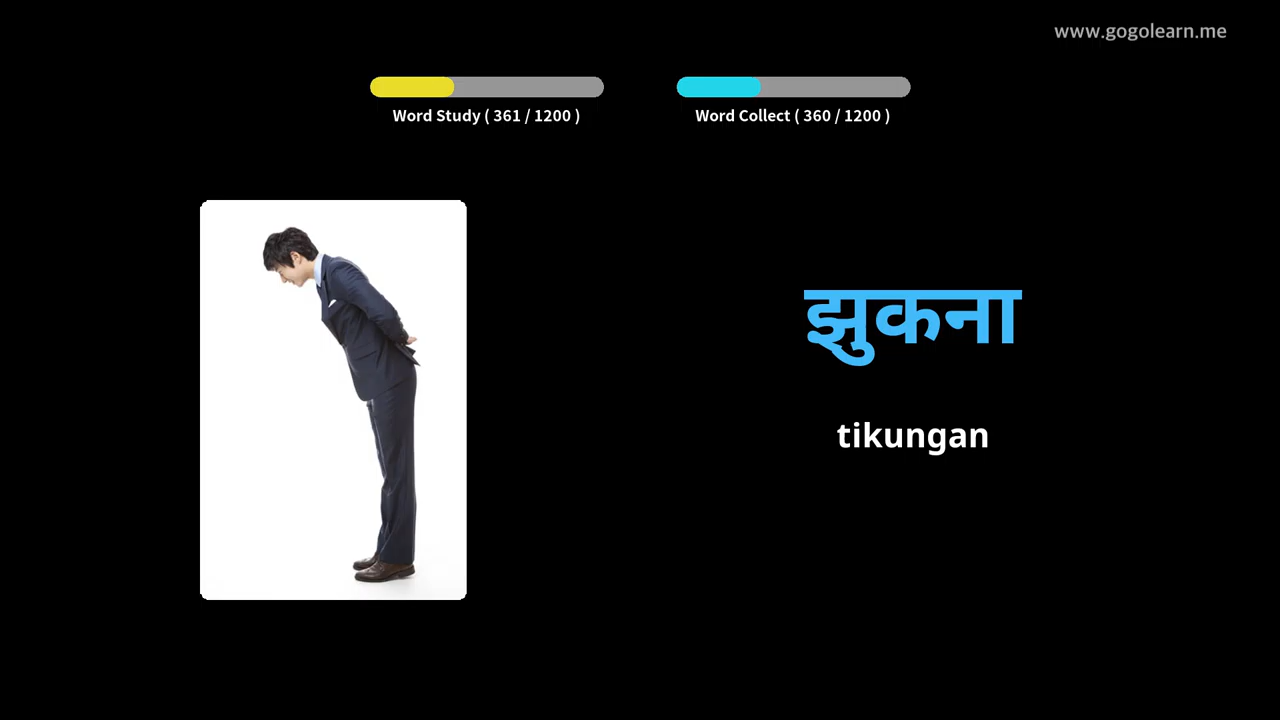 www.gogolearn.me
Word Study ( 361 / 1200 )
Word Collect ( 360 / 1200 )
झुकना
tikungan